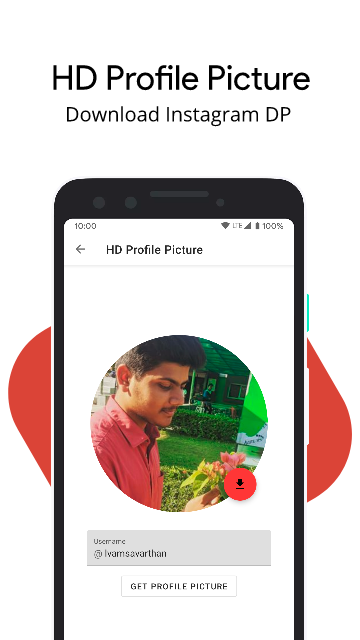 HD Profile Picture
Download Instagram DP
10:00
LTE
100%
HD Profile Picture
Username
@ lvamsavarthan
GET PROFILE PICTURE